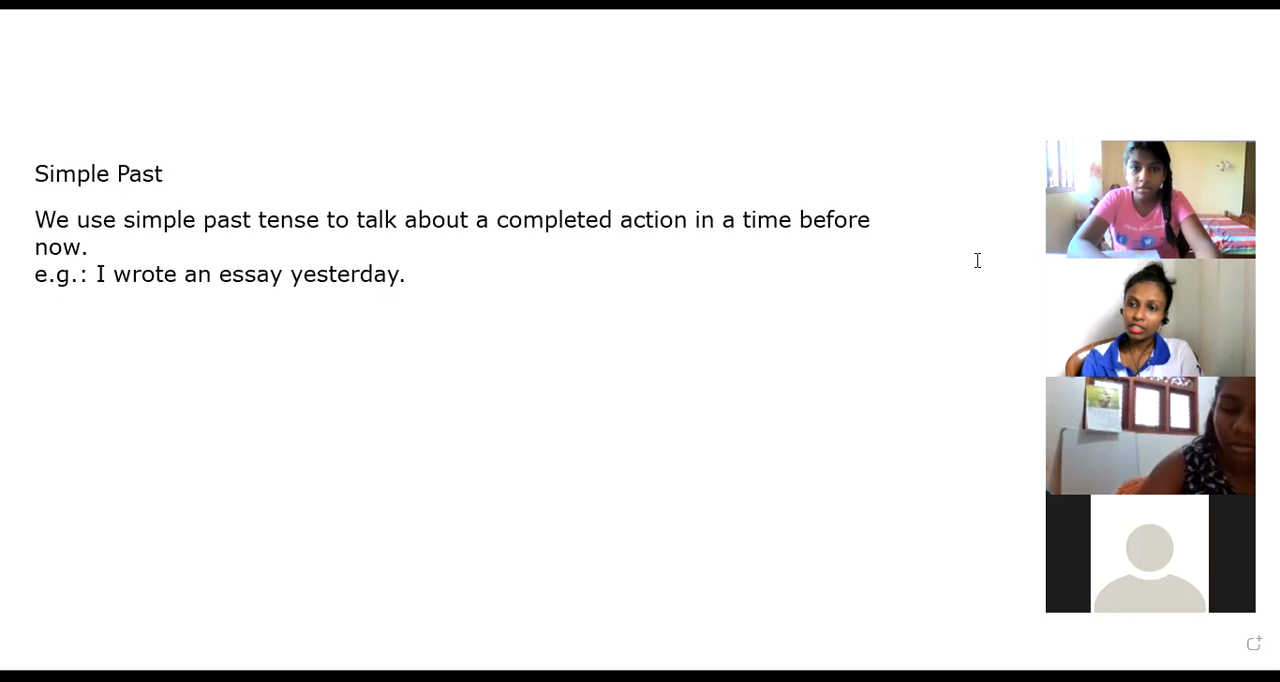 Simple Past
We use simple past tense to talk about a completed action in a time before
now.
e.g.: I wrote an essay yesterday.